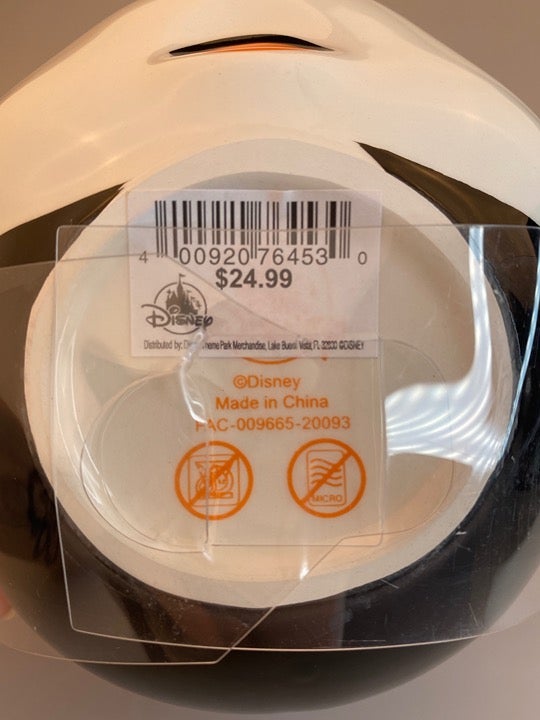 4 00920 76453 0
$24.99
Disney
Distributed by: Theme Park Merchandise, Lake Buena Vista, FL 32830 ©DISNEY
©Disney
Made in China
FAC-009665-20093
MICRO